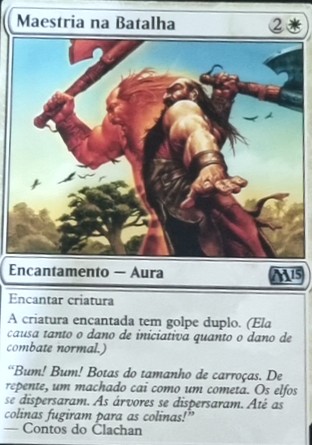 Maestria na Batalha 2
Encantamento — Aura M15
Encantar criatura
A criatura encantada tem golpe duplo. (Ela
causa tanto o dano de iniciativa quanto o dano de
combate normal.)
“Bum! Bum! Botas do tamanho de carroças. De
repente, um machado cai como um cometa. Os elfos
se dispersaram. As árvores se dispersaram. Até as
colinas fugiram para as colinas!”
— Contos do Clachan